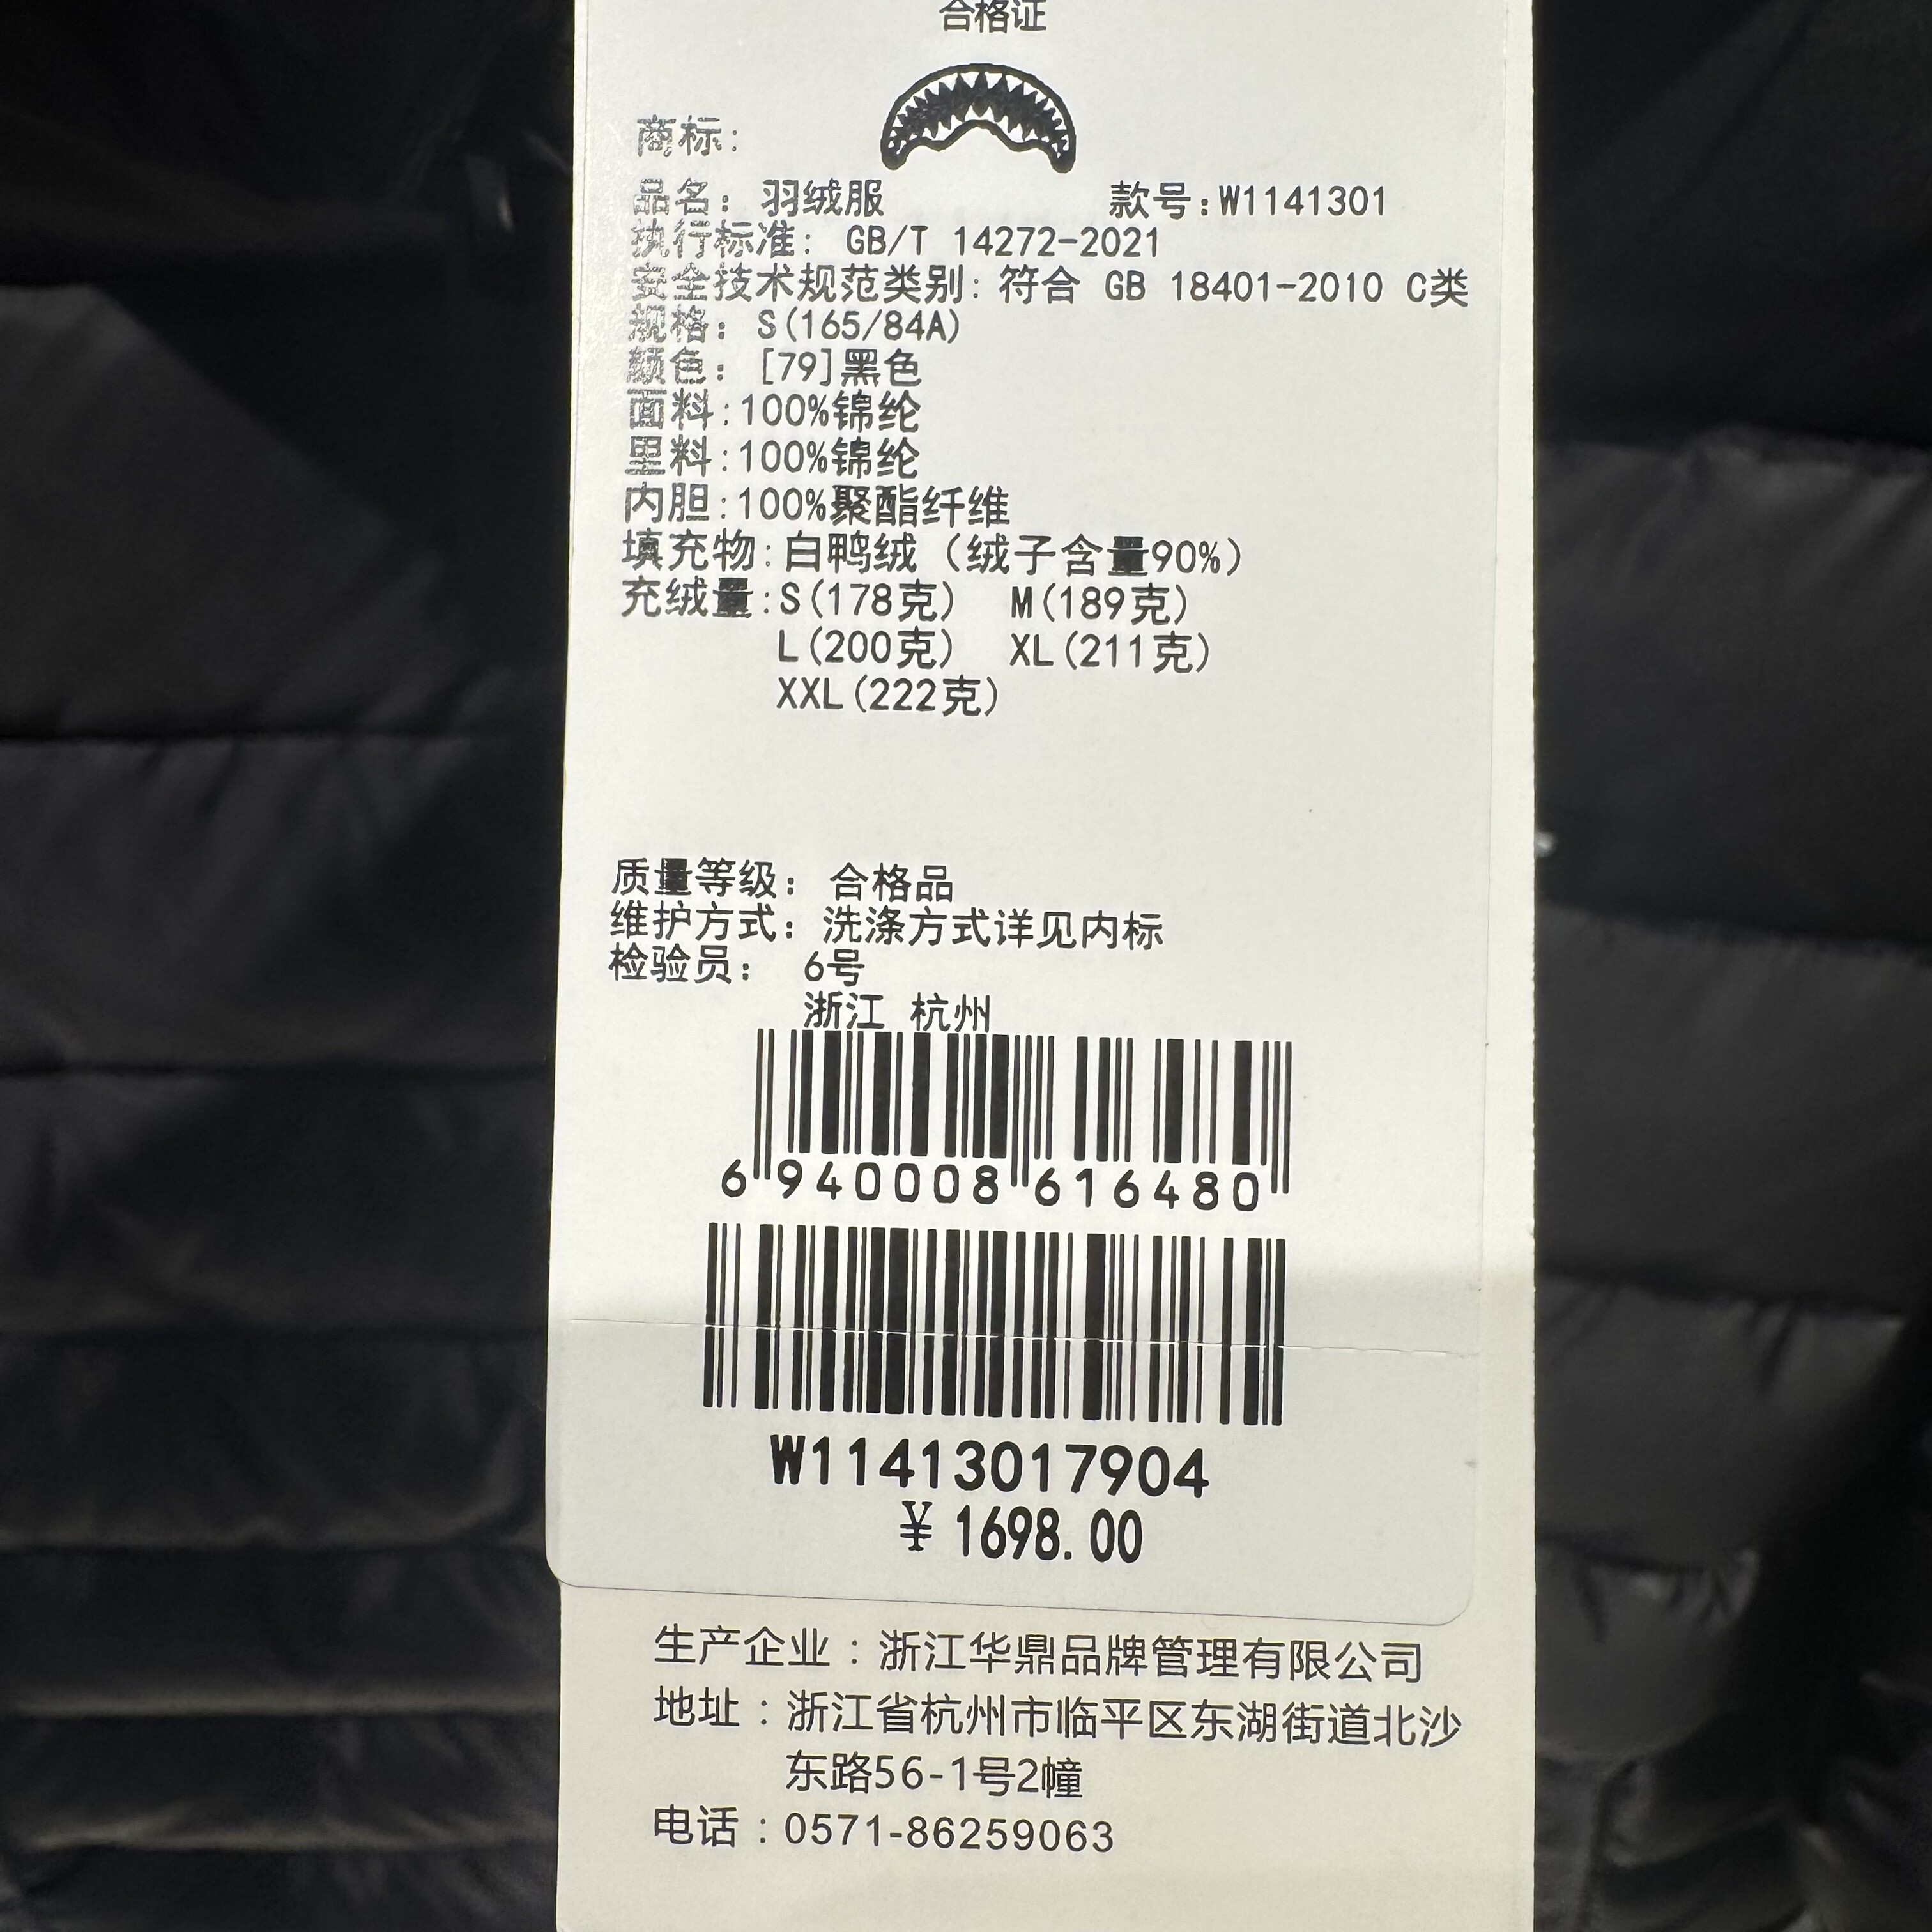 合格证
商标:
品名: 羽绒服 款号:W1141301
执行标准: GB/T 14272-2021
安全技术规范类别: 符合 GB 18401-2010 C类
规格: S(165/84A)
颜色: [79]黑色
面料:100%锦纶
里料:100%锦纶
内胆:100%聚酯纤维
填充物:白鸭绒（绒子含量90%）
充绒量:S(178克) M(189克)
L(200克) XL(211克)
XXL(222克)
质量等级: 合格品
维护方式: 洗涤方式详见内标
检验员: 6号
浙江 杭州
6 940008 616480
W11413017904
¥ 1698.00
生产企业：浙江华鼎品牌管理有限公司
地址：浙江省杭州市临平区东湖街道北沙
东路56-1号2幢
电话：0571-86259063